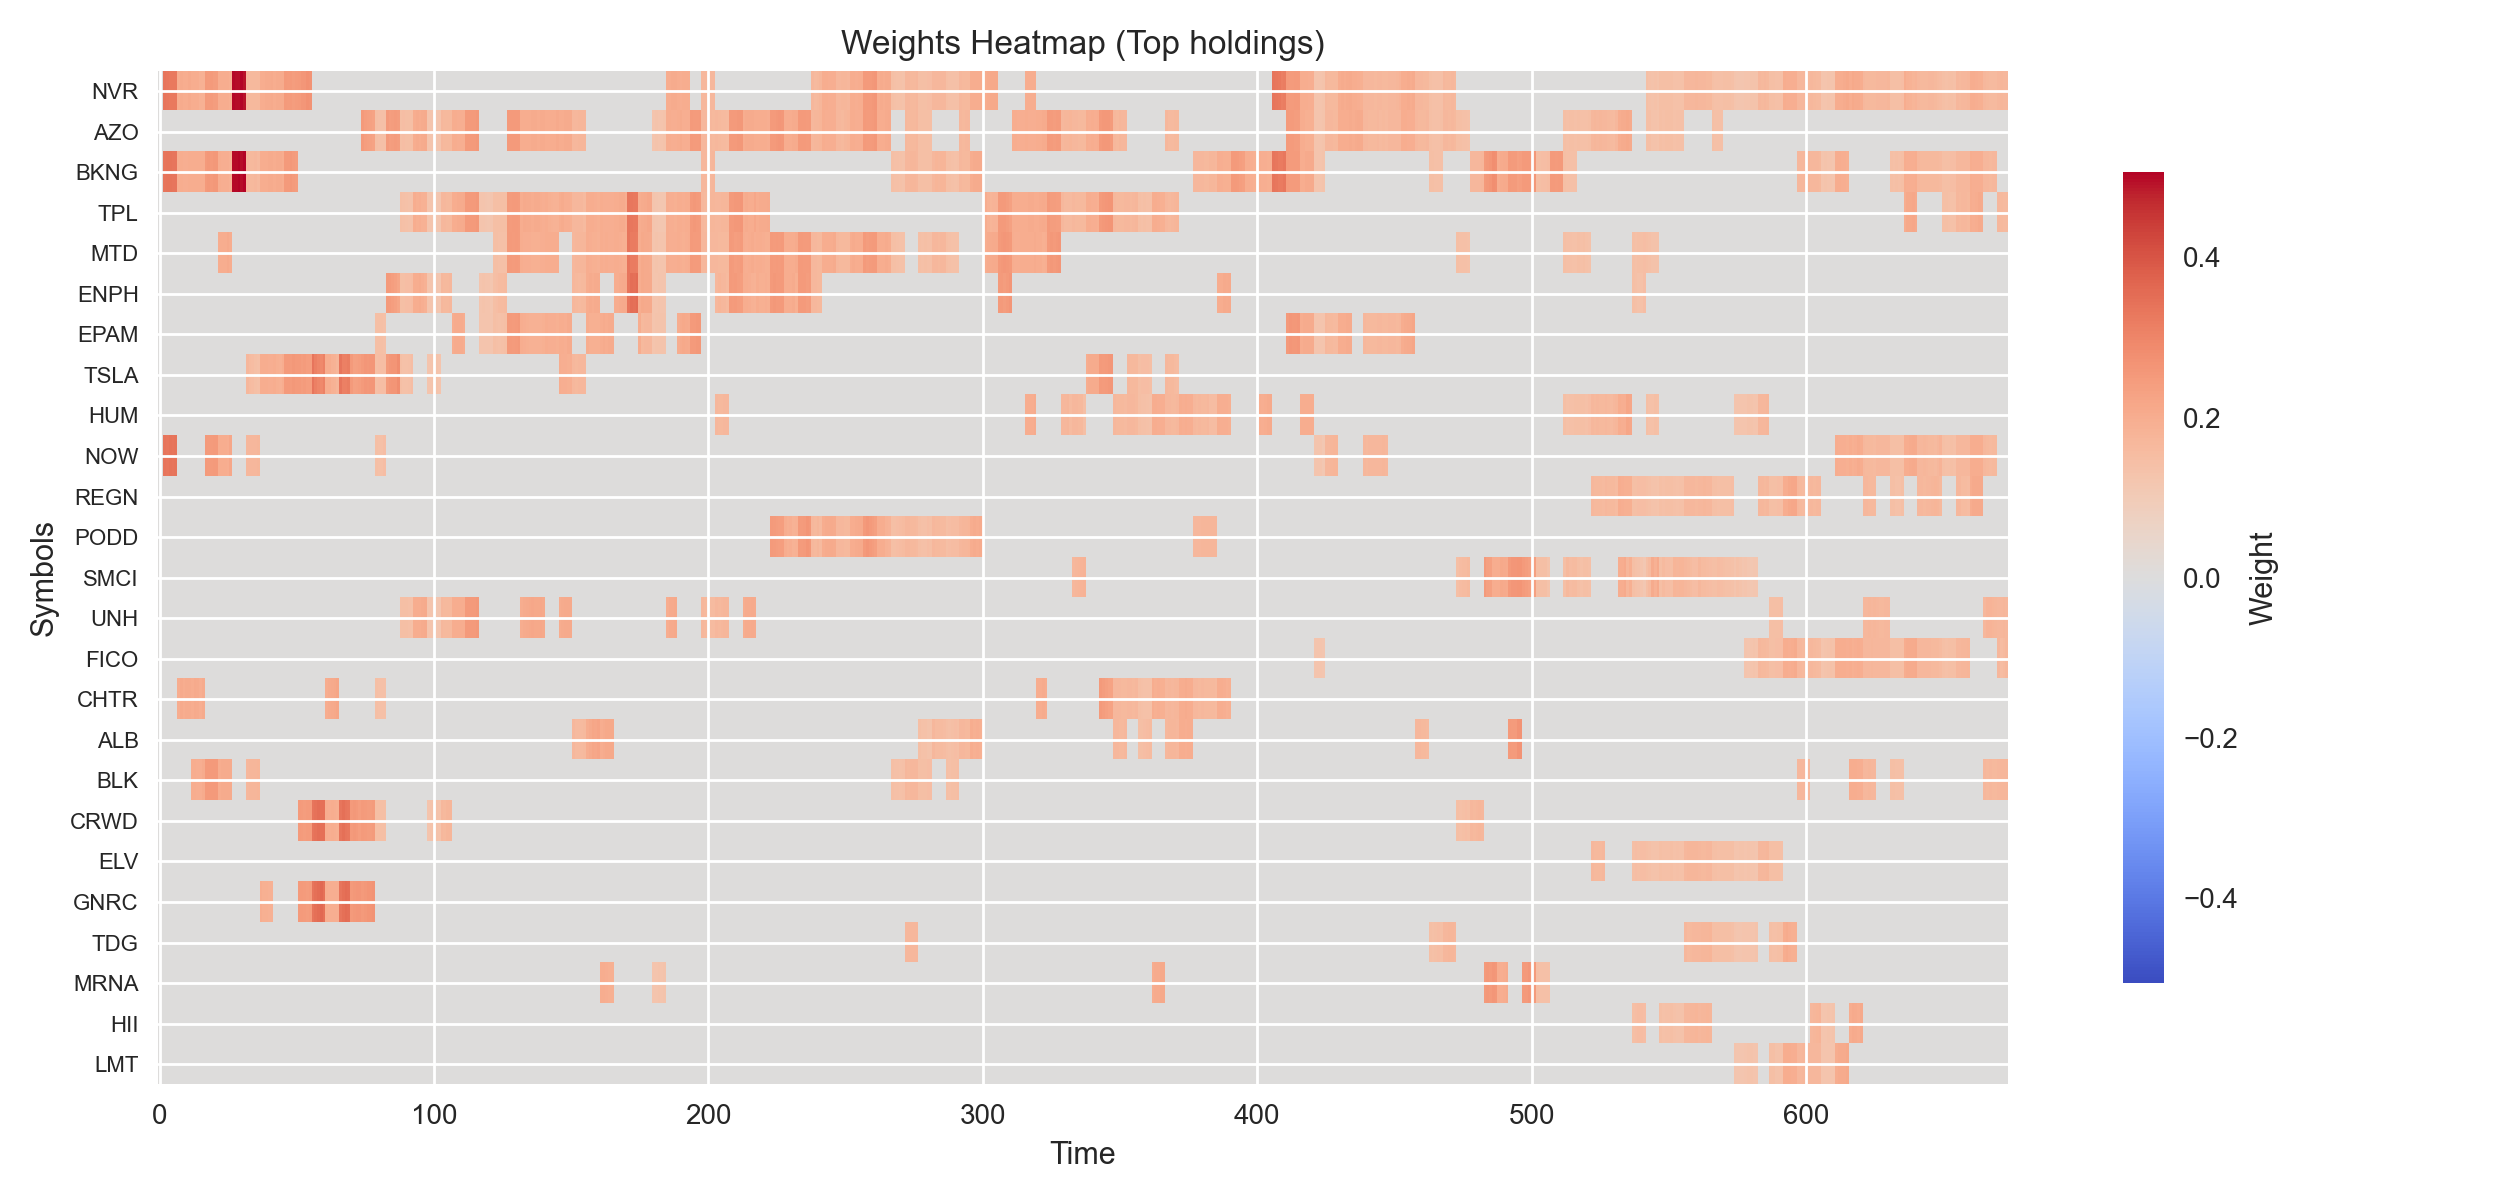 Weights Heatmap (Top holdings)
Symbols
NVR
AZO
BKNG
TPL
MTD
ENPH
EPAM
TSLA
HUM
NOW
REGN
PODD
SMCI
UNH
FICO
CHTR
ALB
BLK
CRWD
ELV
GNRC
TDG
MRNA
HII
LMT
0 100 200 300 400 500 600
Time
0.4
0.2
0.0
−0.2
−0.4
Weight